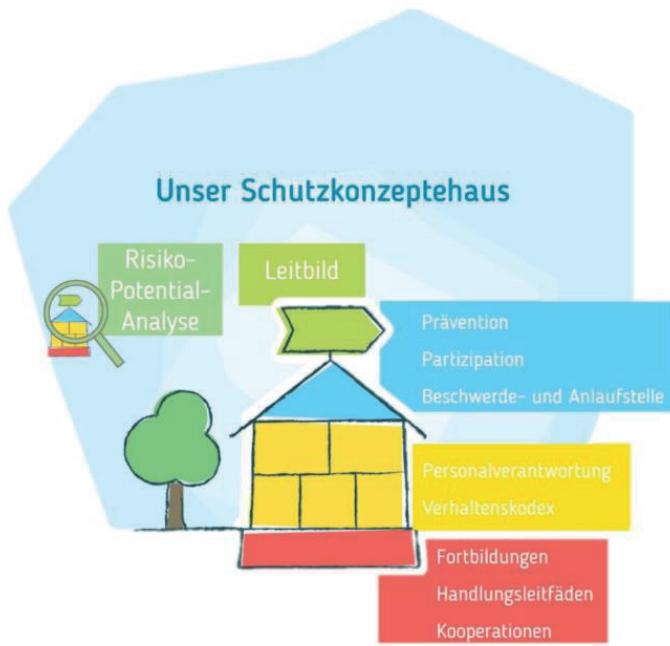 Unser Schutzkonzeptehaus
Risiko-
Potential-
Analyse
Leitbild
Prävention
Partizipation
Beschwerde- und Anlaufstelle
Personalverantwortung
Verhaltenskodex
Fortbildungen
Handlungsleitfäden
Kooperationen